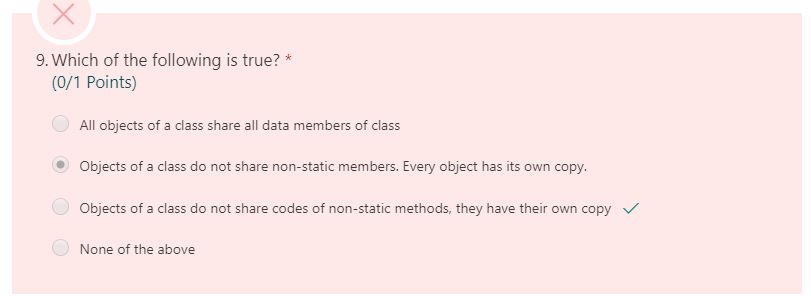 9. Which of the following is true? *
(0/1 Points)
All objects of a class share all data members of class
Objects of a class do not share non-static members. Every object has its own copy.
Objects of a class do not share codes of non-static methods, they have their own copy
None of the above